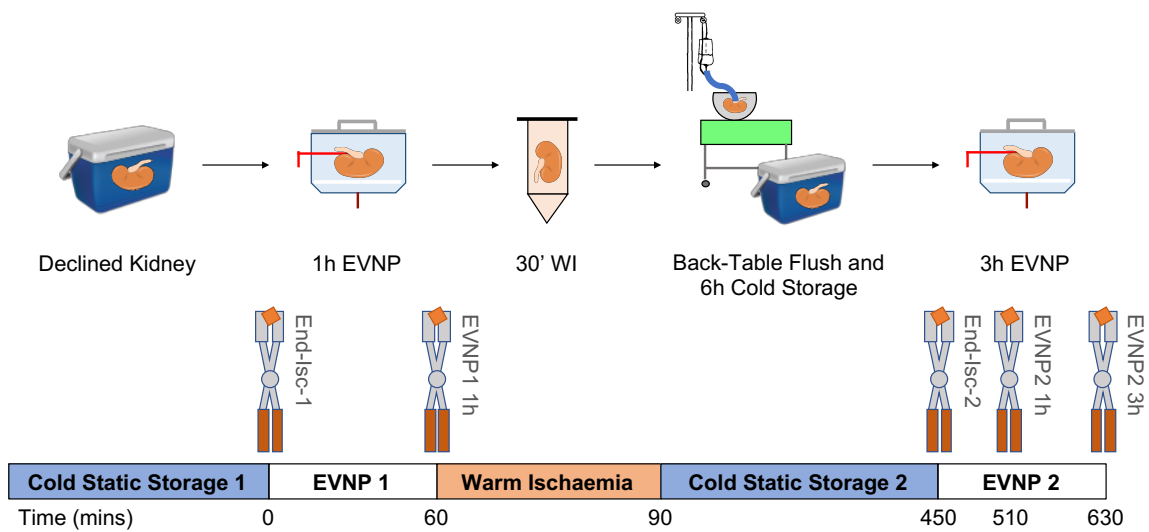 Declined Kidney
1h EVNP
30' WI
Back-Table Flush and
6h Cold Storage
3h EVNP
End-Isc-1
EVNP1 1h
End-Isc-2
EVNP2 1h
EVNP2 3h
Cold Static Storage 1
EVNP 1
Warm Ischaemia
Cold Static Storage 2
EVNP 2
Time (mins)
0
60
90
450
510
630